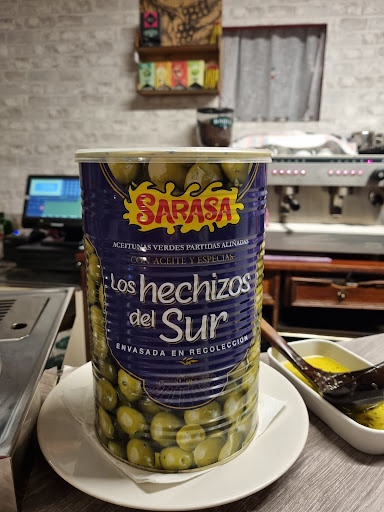 SARASA
ACEITUNAS VERDES PARTIDAS ALIÑADAS
CON ACEITE Y ESPECIAS
Los hechizos
del Sur
ENVASADA EN RECOLECCIÓN